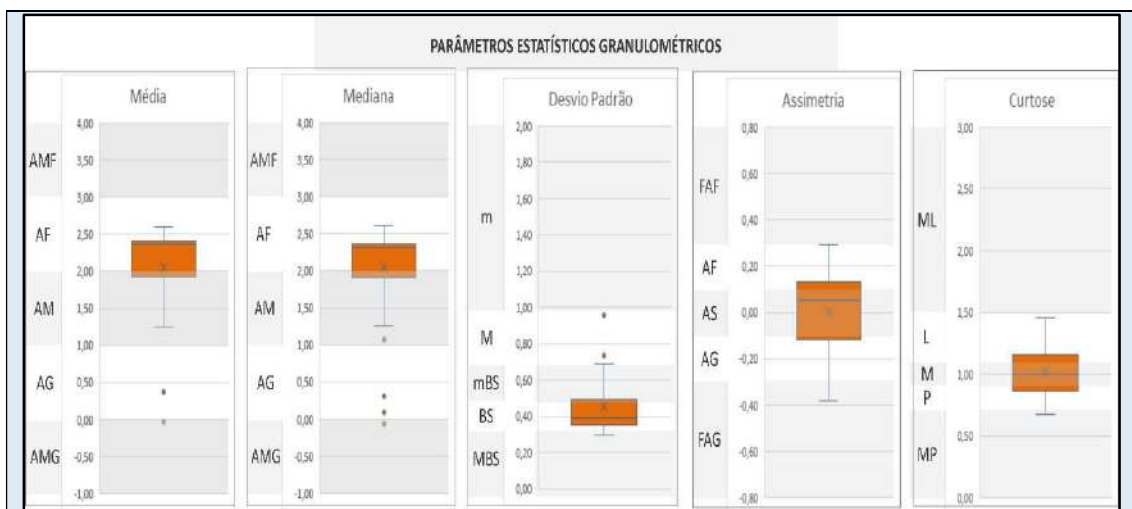 PARÂMETROS ESTATÍSTICOS GRANULOMÉTRICOS
Média
4,00
AMF
3,50
3,00
AF
2,50
2,00
AM
1,50
1,00
AG
0,50
0,00
AMG
-0,50
-1,00
Mediana
4,00
AMF
3,50
3,00
AF
2,50
2,00
AM
1,50
1,00
AG
0,50
0,00
AMG
-0,50
-1,00
Desvio Padrão
2,00
1,80
1,60
m
1,40
1,20
1,00
M
0,80
mBS
0,60
BS
0,40
MBS
0,20
0,00
Assimetria
0,80
FAF
0,60
0,40
AF
0,20
AS
0,00
AG
-0,20
-0,40
FAG
-0,60
-0,80
Curtose
3,00
2,50
ML
2,00
1,50
L
M
1,00
P
0,50
MP
0,00